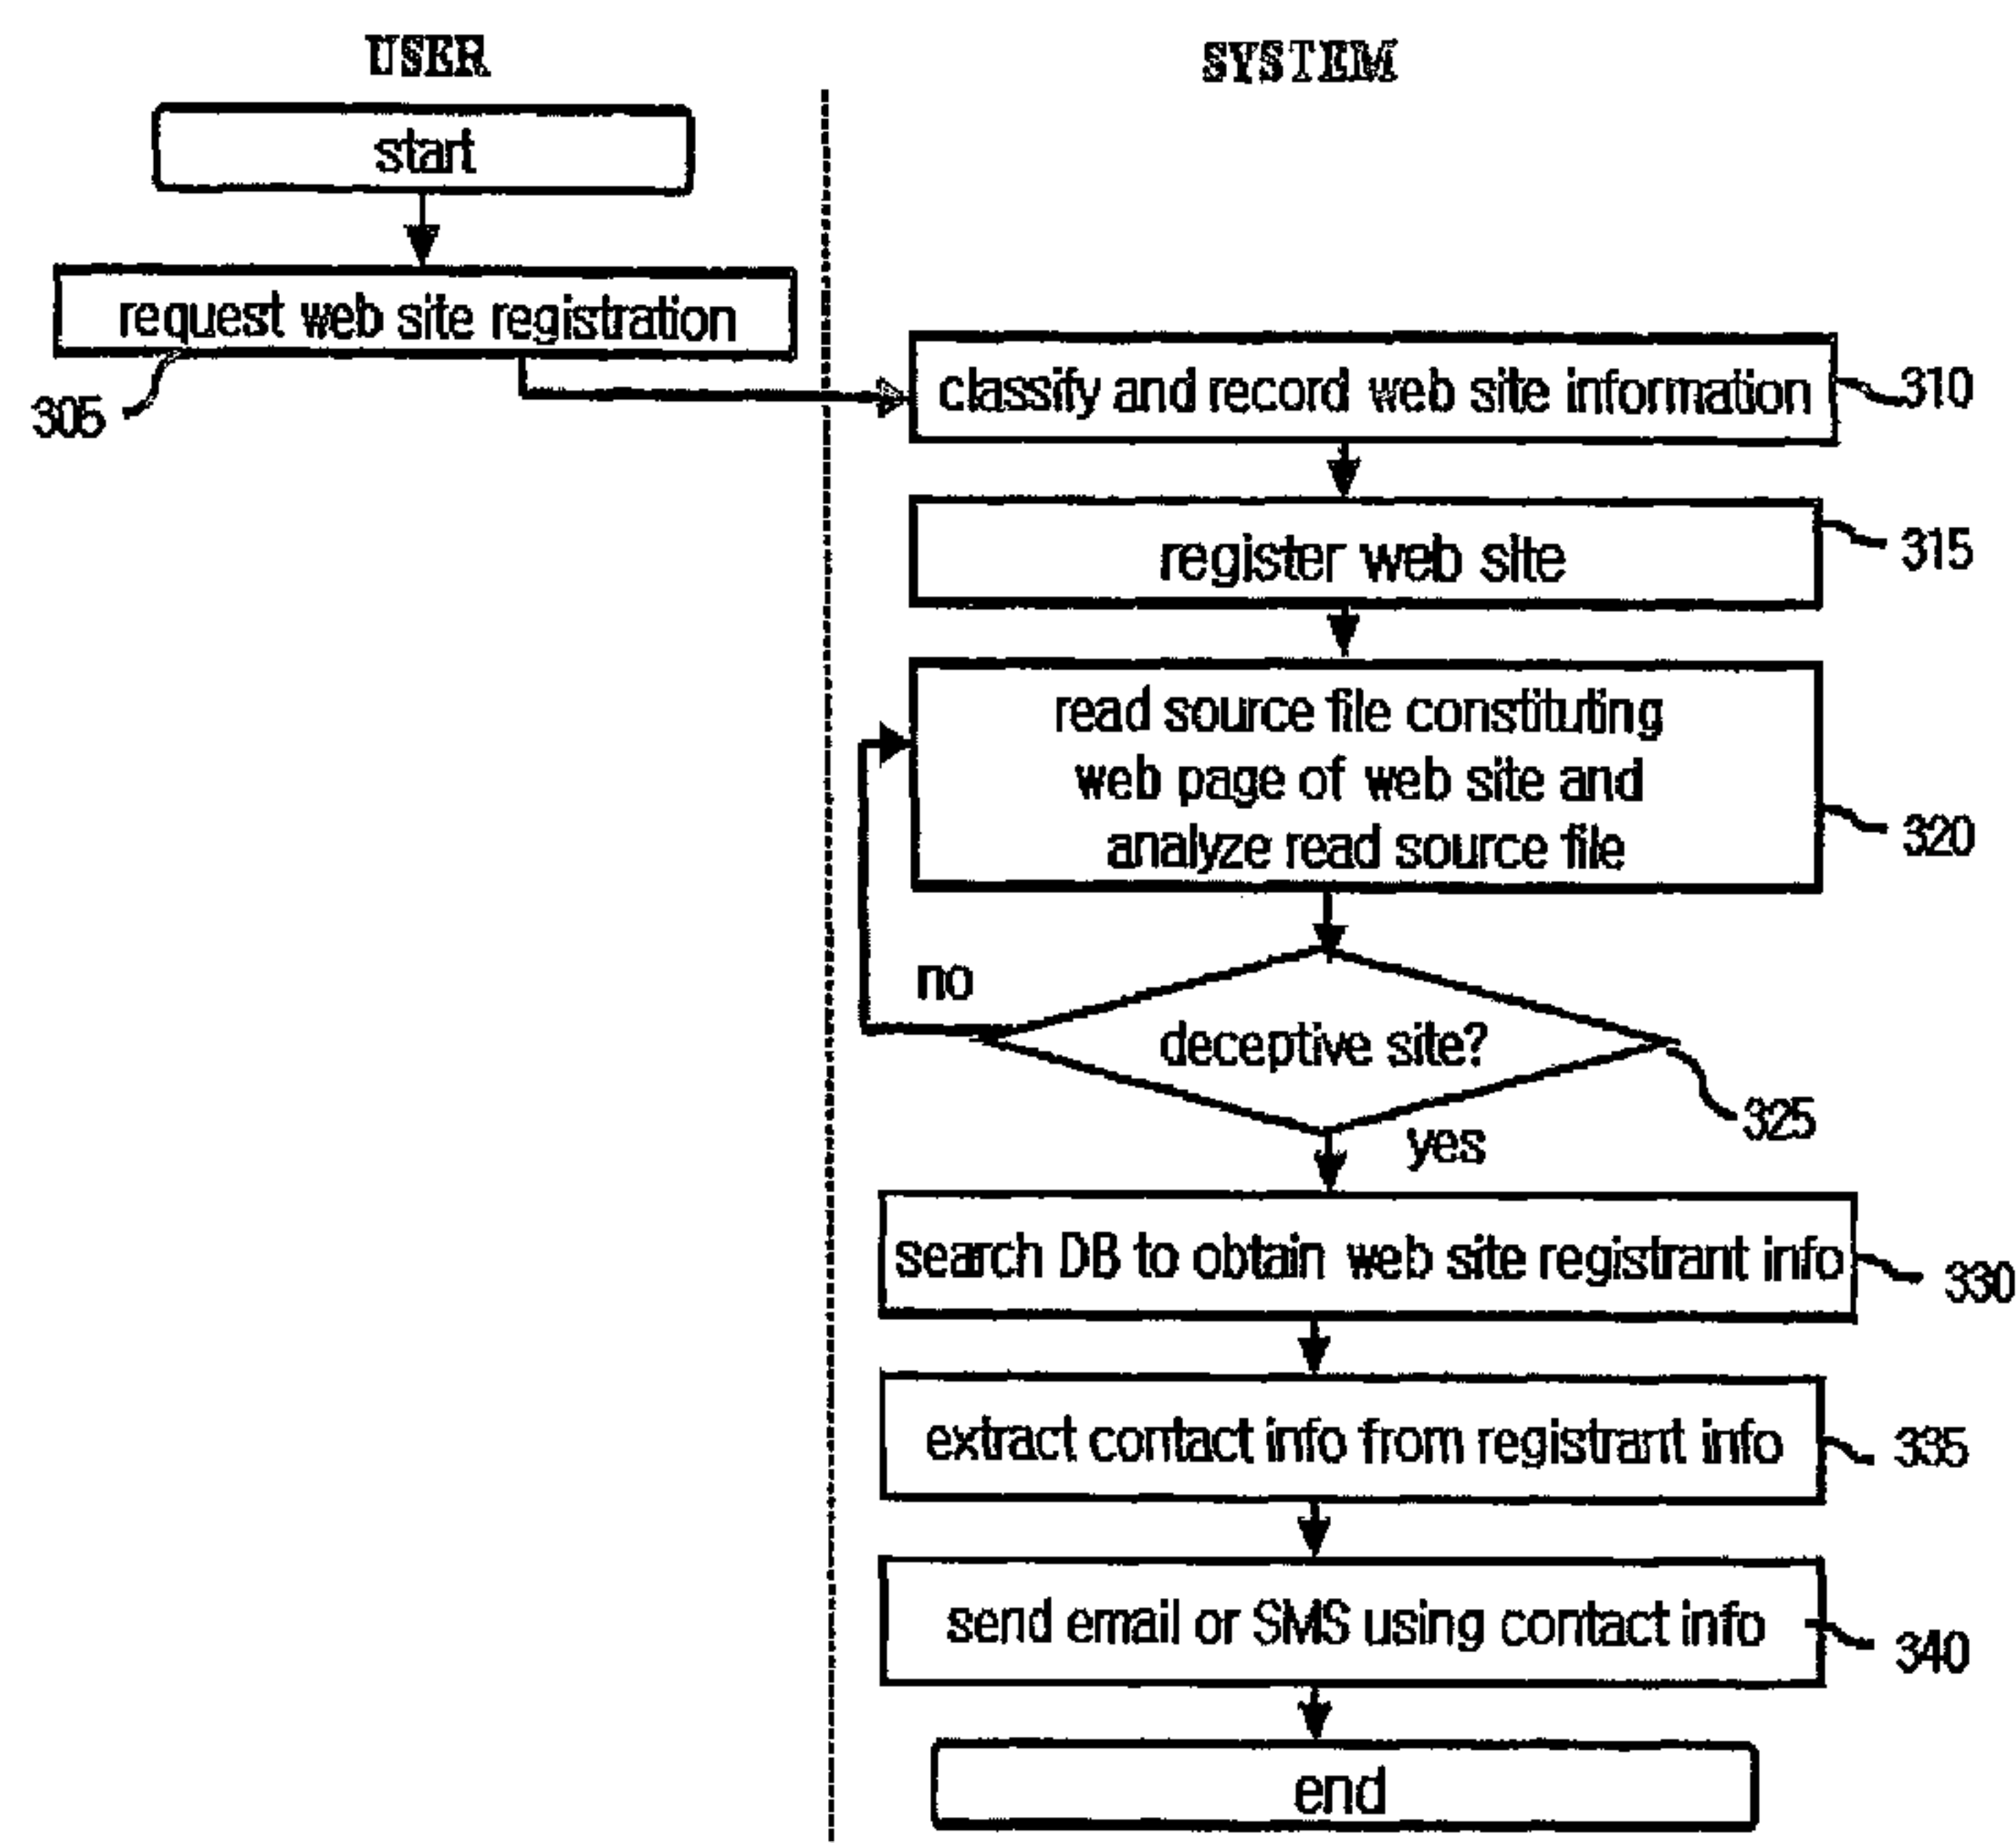 USER
SYSTEM
start
request web site registration
305
classify and record web site information
310
register web site
315
read source file constituting
web page of web site and
analyze read source file
320
no
deceptive site?
325
yes
search DB to obtain web site registrant info
330
extract contact info from registrant info
335
send email or SMS using contact info
340
end